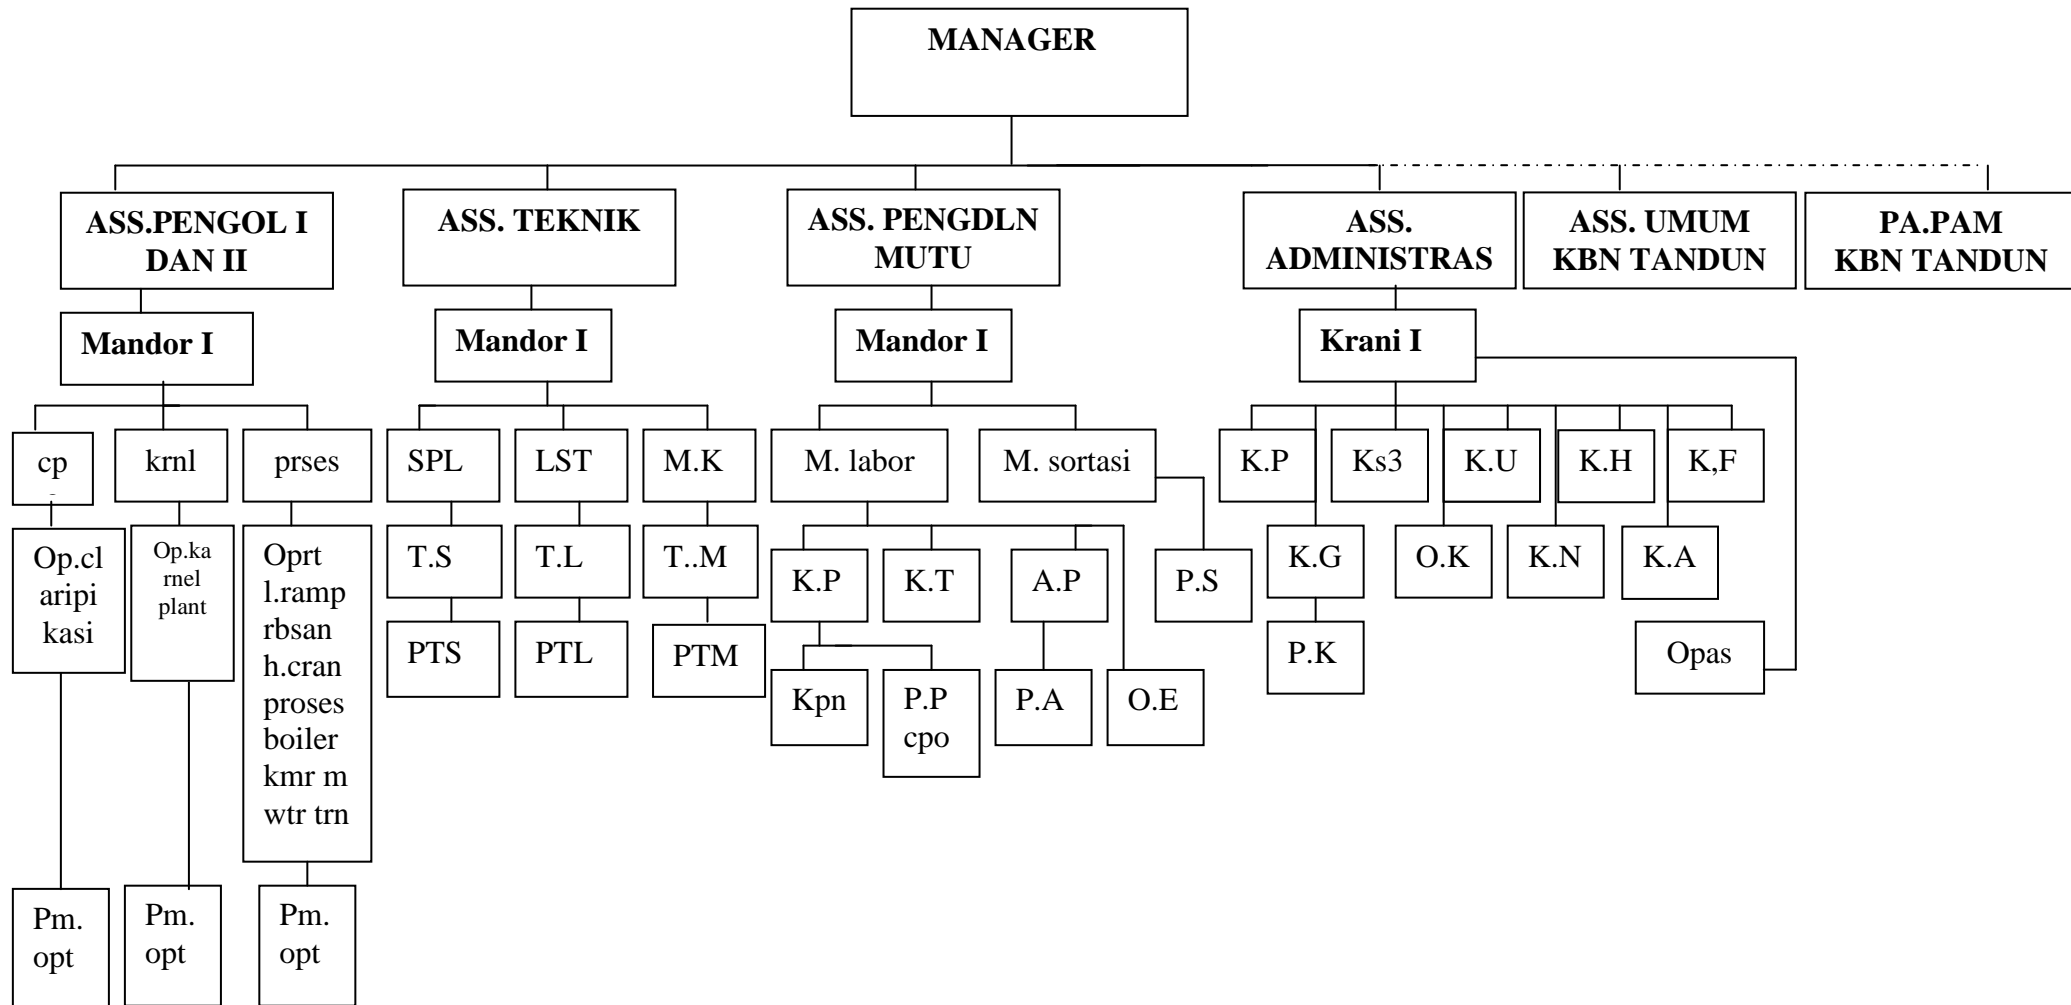 MANAGER
ASS.PENGOL I
DAN II
ASS. TEKNIK
ASS. PENGDLN
MUTU
ASS.
ADMINISTRAS
ASS. UMUM
KBN TANDUN
PA.PAM
KBN TANDUN
Mandor I
Mandor I
Mandor I
Krani I
cp
krnl
prses
SPL
LST
M.K
M. labor
M. sortasi
K.P
Ks3
K.U
K.H
K,F
Op.cl
aripi
kasi
Op.ka
rnel
plant
Oprt
l.ramp
rbsan
h.cran
proses
boiler
kmr m
wtr trn
T.S
T.L
T..M
K.P
K.T
A.P
P.S
K.G
O.K
K.N
K.A
PTS
PTL
PTM
Kpn
P.P
cpo
P.A
O.E
P.K
Opas
Pm.
opt
Pm.
opt
Pm.
opt